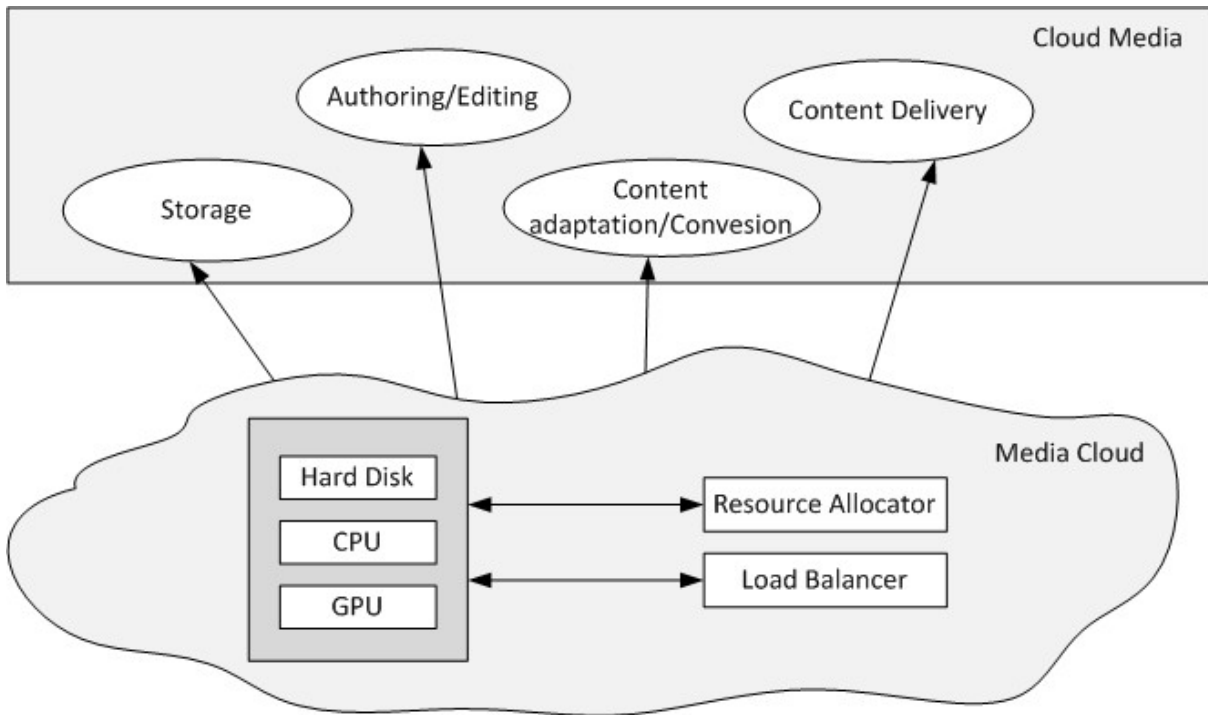 Cloud Media
Authoring/Editing
Content Delivery
Storage
Content
adaptation/Convesion
Media Cloud
Hard Disk
CPU
GPU
Resource Allocator
Load Balancer